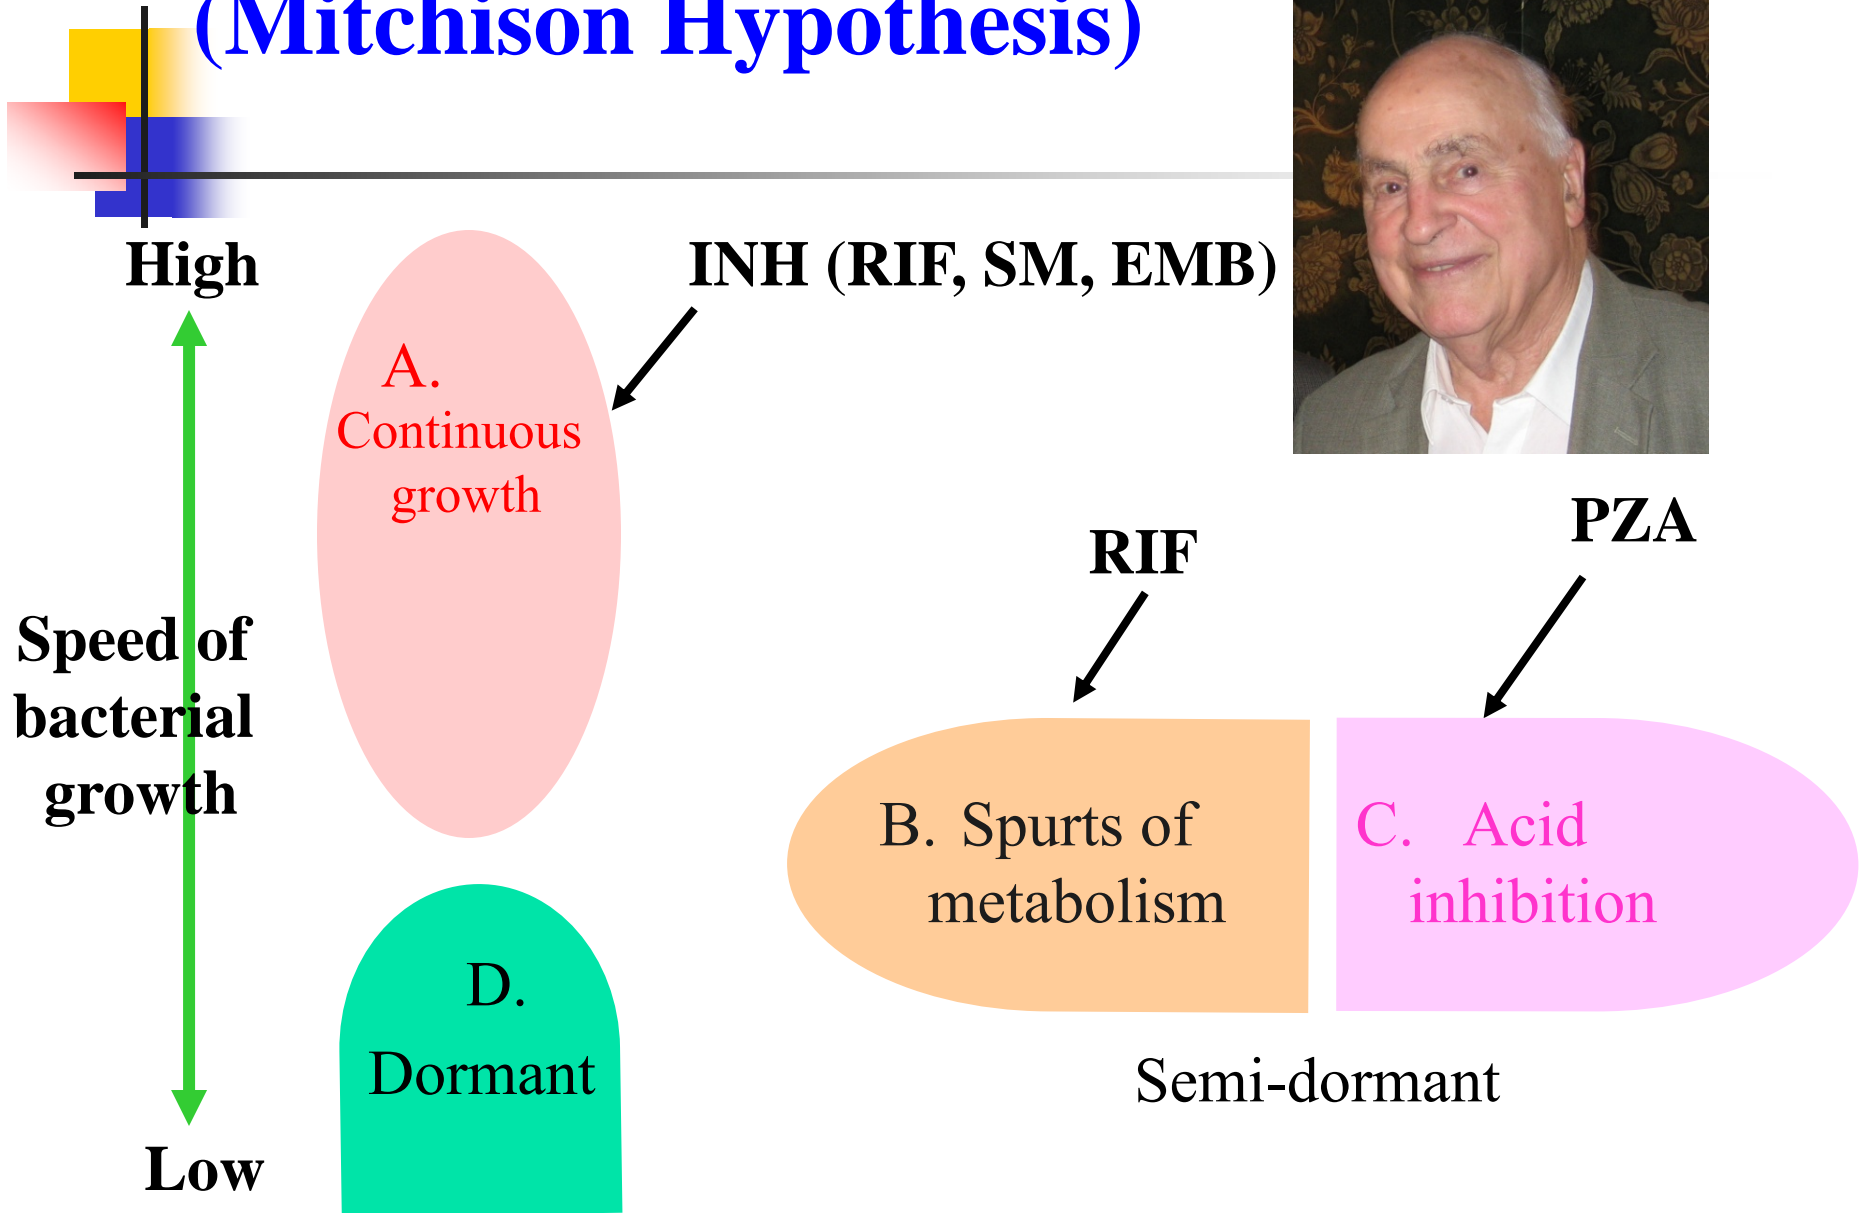 (Mitchison Hypothesis)
High
INH (RIF, SM, EMB)
A.
Continuous
growth
PZA
RIF
Speed of
bacterial
growth
B. Spurts of
metabolism
C. Acid
inhibition
D.
Dormant
Semi-dormant
Low